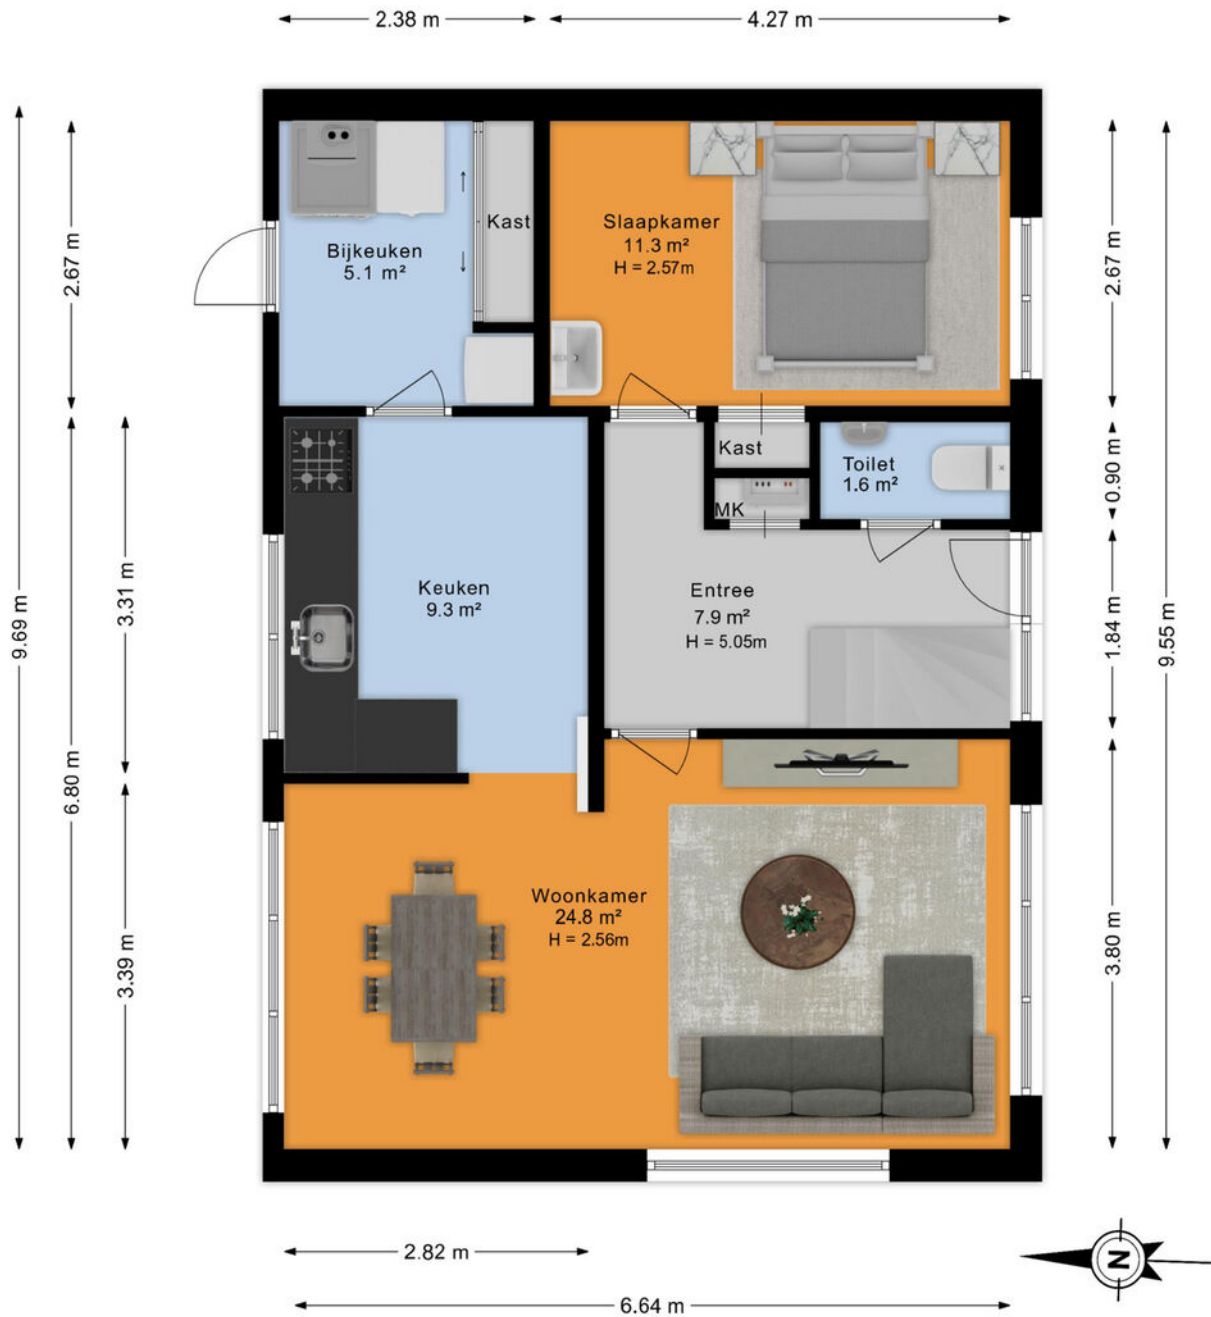 2.38 m
4.27 m
Bijkeuken
5.1 m²
Kast
Slaapkamer
11.3 m²
H = 2.57m
2.67 m
2.67 m
Kast
MK
Toilet
1.6 m²
0.90 m
Keuken
9.3 m²
Entree
7.9 m²
H = 5.05m
9.69 m
6.80 m
3.31 m
1.84 m
9.55 m
Woonkamer
24.8 m²
H = 2.56m
3.39 m
3.80 m
2.82 m
6.64 m
N